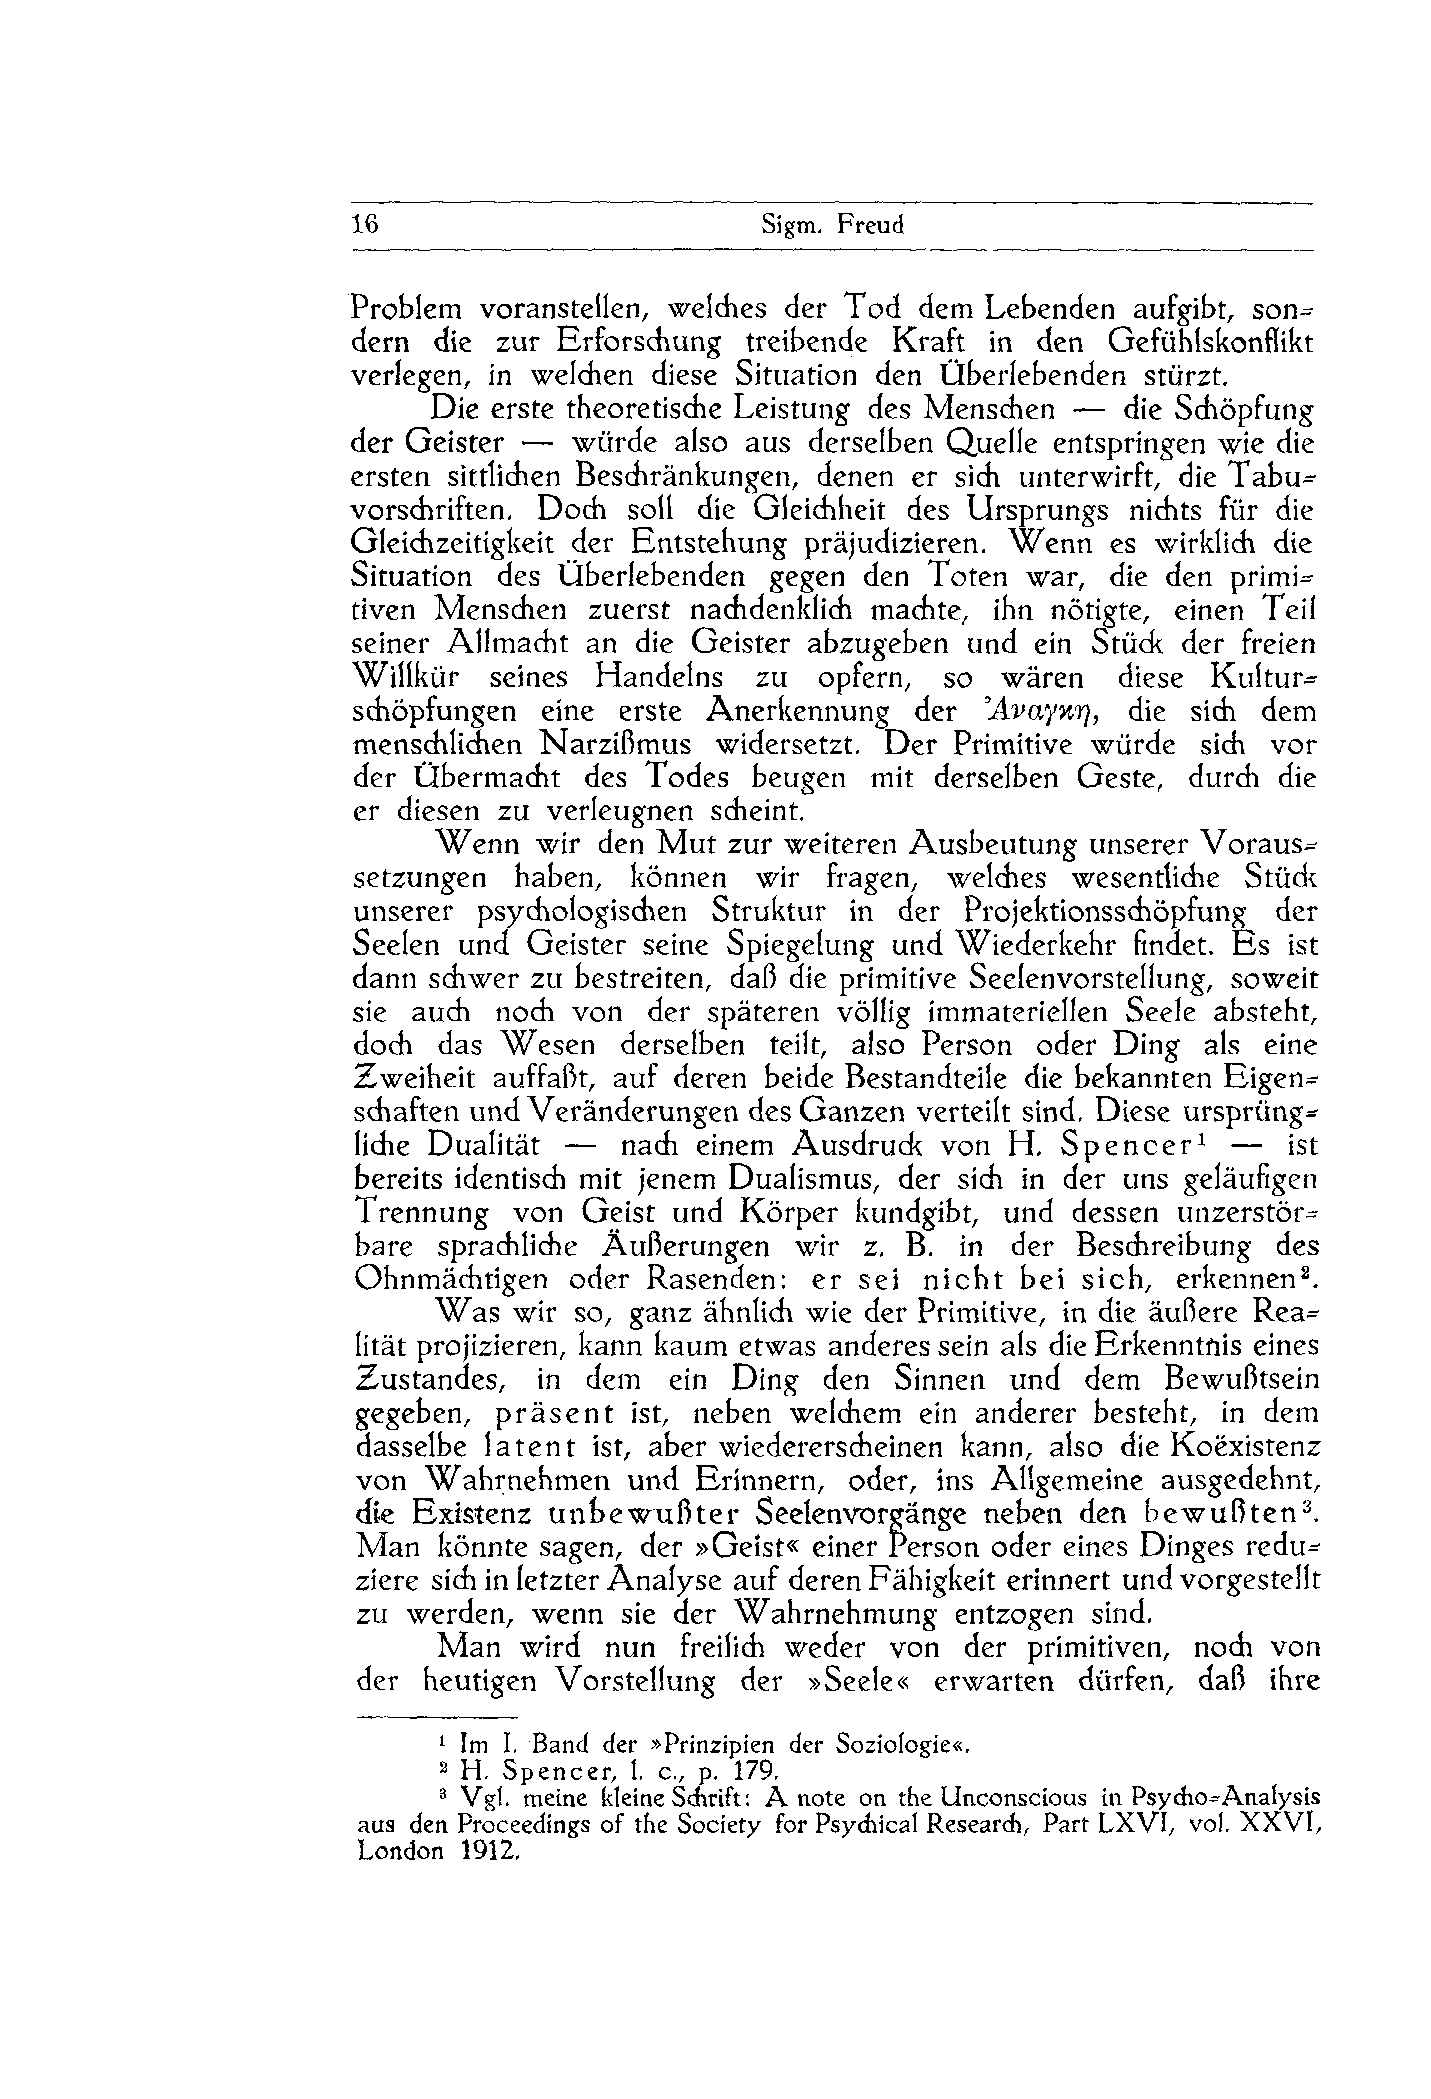 16 Sigm. Freud
Problem voranstellen, welches der Tod dem Lebenden aufgibt, son-
dern die zur Erforschung treibende Kraft in den Gefühlskonflikt
verlegen, in welchen diese Situation den Überlebenden stürzt.
Die erste theoretische Leistung des Menschen — die Schöpfung
der Geister — würde also aus derselben Quelle entspringen wie die
ersten sittlichen Beschränkungen, denen er sich unterwirft, die Tabu-
vorschriften. Doch soll die Gleichheit des Ursprungs nichts für die
Gleichzeitigkeit der Entstehung präjudizieren. Wenn es wirklich die
Situation des Überlebenden gegen den Toten war, die den primi-
tiven Menschen zuerst nachdenklich machte, ihn nötigte, einen Teil
seiner Allmacht an die Geister abzugeben und ein Stück der freien
Willkür seines Handelns zu opfern, so wären diese Kultur-
schöpfungen eine erste Anerkennung der Ἀναγκη, die sich dem
menschlichen Narzißmus widersetzt. Der Primitive würde sich vor
der Übermacht des Todes beugen mit derselben Geste, durch die
er diesen zu verleugnen scheint.
Wenn wir den Mut zur weiteren Ausbeutung unserer Voraus-
setzungen haben, können wir fragen, welches wesentliche Stück
unserer psychologischen Struktur in der Projektionsschöpfung der
Seelen und Geister seine Spiegelung und Wiederkehr findet. Es ist
dann schwer zu bestreiten, daß die primitive Seelenvorstellung, soweit
sie auch noch von der späteren völlig immateriellen Seele absteht,
doch das Wesen derselben teilt, also Person oder Ding als eine
Zweiheit auffaßt, auf deren beide Bestandteile die bekannten Eigen-
schaften und Veränderungen des Ganzen verteilt sind. Diese ursprüng-
liche Dualität — nach einem Ausdruck von H. Spencer¹ — ist
bereits identisch mit jenem Dualismus, der sich in der uns geläufigen
Trennung von Geist und Körper kundgibt, und dessen unzerstör-
bare sprachliche Äußerungen wir z. B. in der Beschreibung des
Ohnmächtigen oder Rasenden: er sei nicht bei sich, erkennen².
Was wir so, ganz ähnlich wie der Primitive, in die äußere Rea-
lität projizieren, kann kaum etwas anderes sein als die Erkenntnis eines
Zustandes, in dem ein Ding den Sinnen und dem Bewußtsein
gegeben, präsent ist, neben welchem ein anderer besteht, in dem
dasselbe latent ist, aber wiedererscheinen kann, also die Koëxistenz
von Wahrnehmen und Erinnern, oder, ins Allgemeine ausgedehnt,
die Existenz unbewußter Seelenvorgänge neben den bewußten³.
Man könnte sagen, der »Geist« einer Person oder eines Dinges redu-
ziere sich in letzter Analyse auf deren Fähigkeit erinnert und vorgestellt
zu werden, wenn sie der Wahrnehmung entzogen sind.
Man wird nun freilich weder von der primitiven, noch von
der heutigen Vorstellung der »Seele« erwarten dürfen, daß ihre
¹ Im I. Band der »Prinzipien der Soziologie«.
² H. Spencer, l. c., p. 179.
³ Vgl. meine kleine Schrift: A note on the Unconscious in Psycho-Analysis
aus den Proceedings of the Society for Psychical Research, Part LXVI, vol. XXVI,
London 1912.